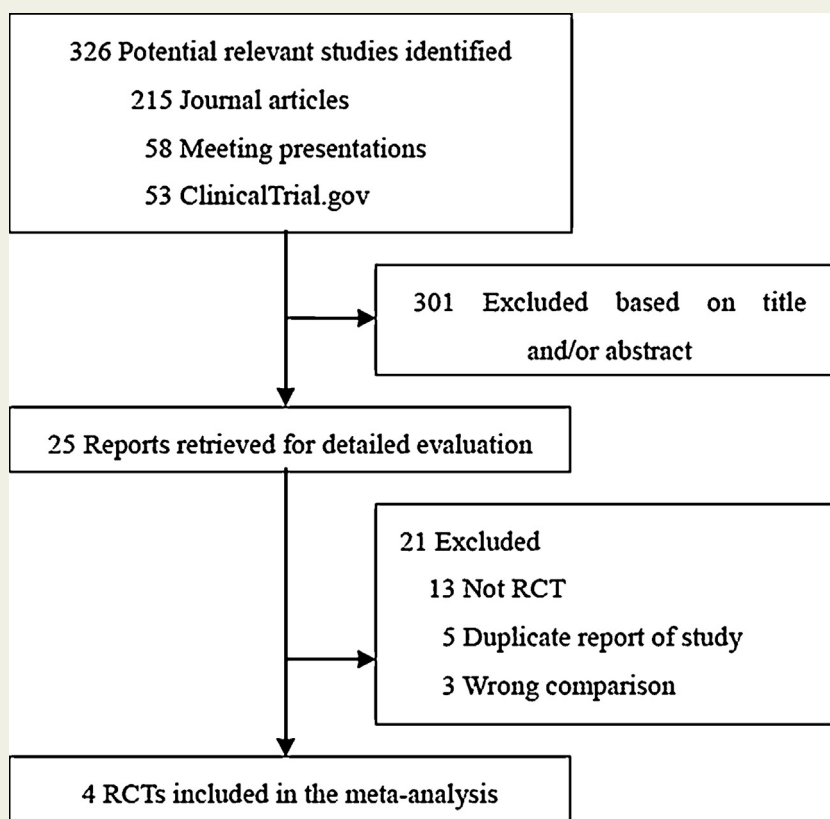 326 Potential relevant studies identified
215 Journal articles
58 Meeting presentations
53 ClinicalTrial.gov
301 Excluded based on title
and/or abstract
25 Reports retrieved for detailed evaluation
21 Excluded
13 Not RCT
5 Duplicate report of study
3 Wrong comparison
4 RCTs included in the meta-analysis